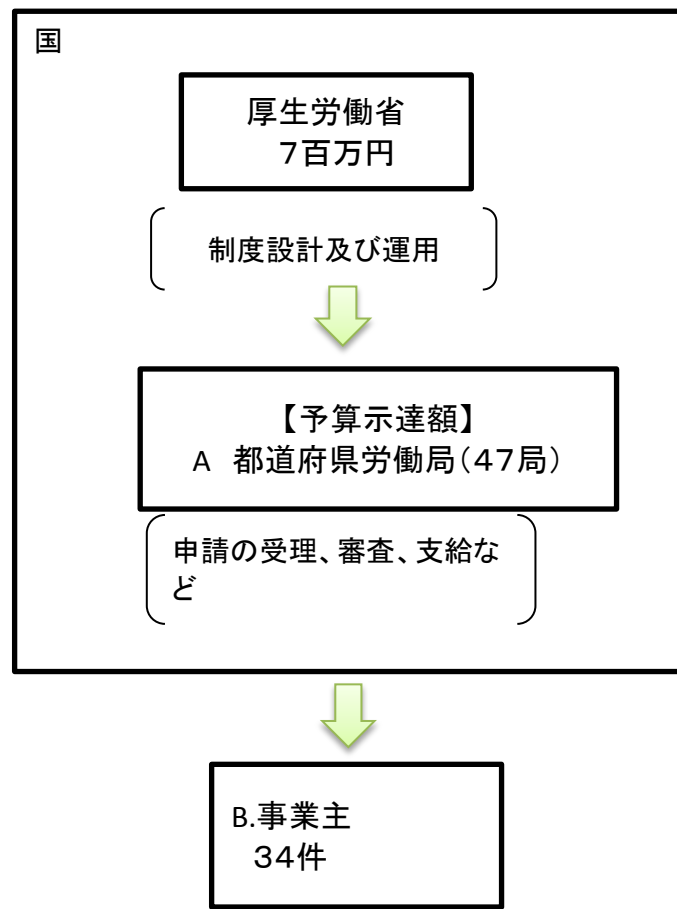 国
厚生労働省
７百万円
制度設計及び運用
【予算示達額】
A　都道府県労働局（４７局）
申請の受理、審査、支給な
ど
B.事業主
３４件